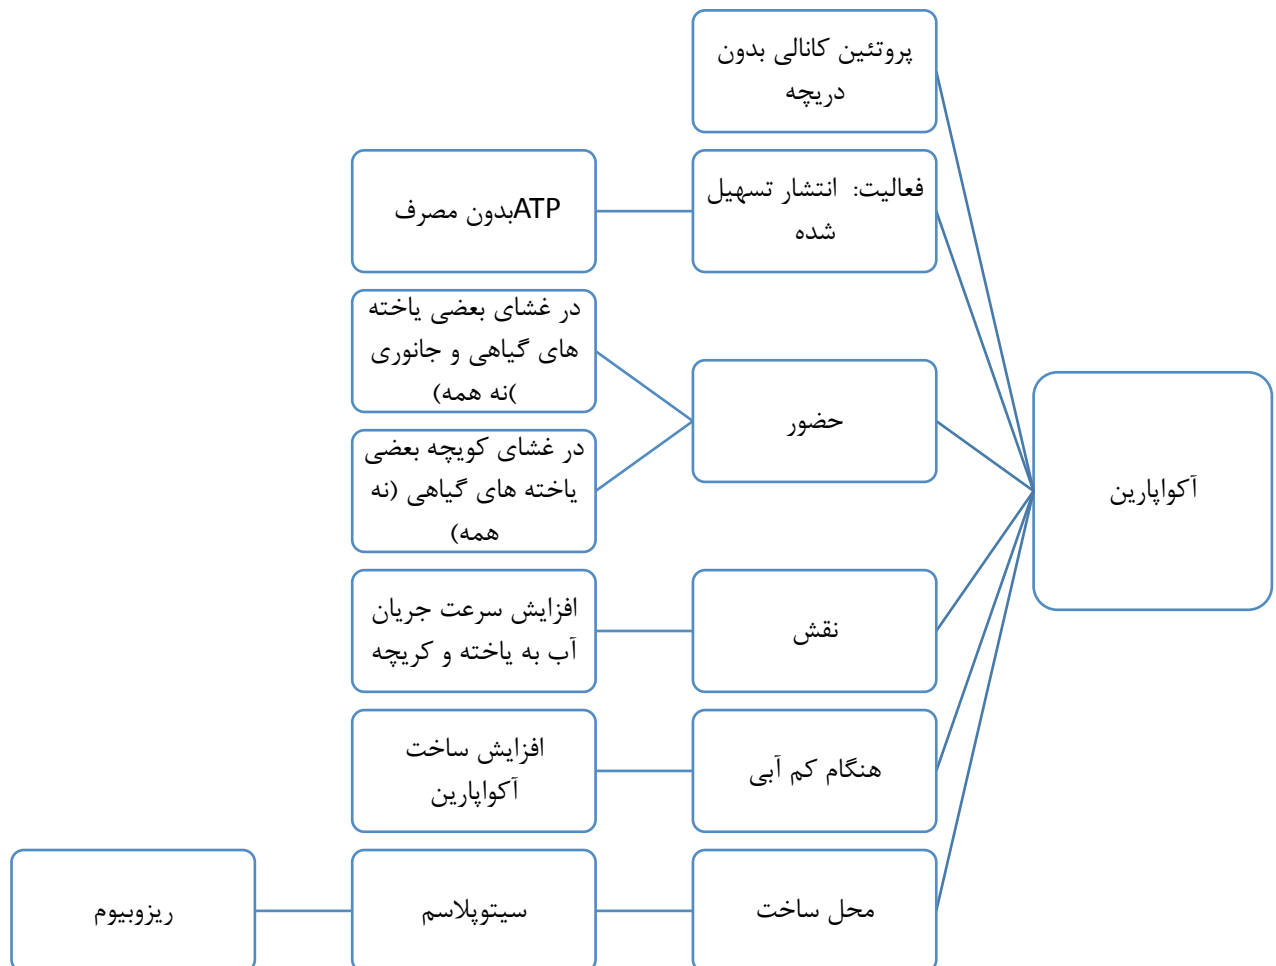 پروتئین کانالی بدون
دریچه
فعالیت: انتشار تسهیل
شده
بدون مصرفATP
در غشای بعضی یاخته
های گیاهی و جانوری
)نه همه)
حضور
در غشای کویچه بعضی
یاخته های گیاهی (نه
همه)
آکواپارین
نقش
افزایش سرعت جریان
آب به یاخته و کریچه
هنگام کم آبی
افزایش ساخت
آکواپارین
محل ساخت
سیتوپلاسم
ریزوبیوم